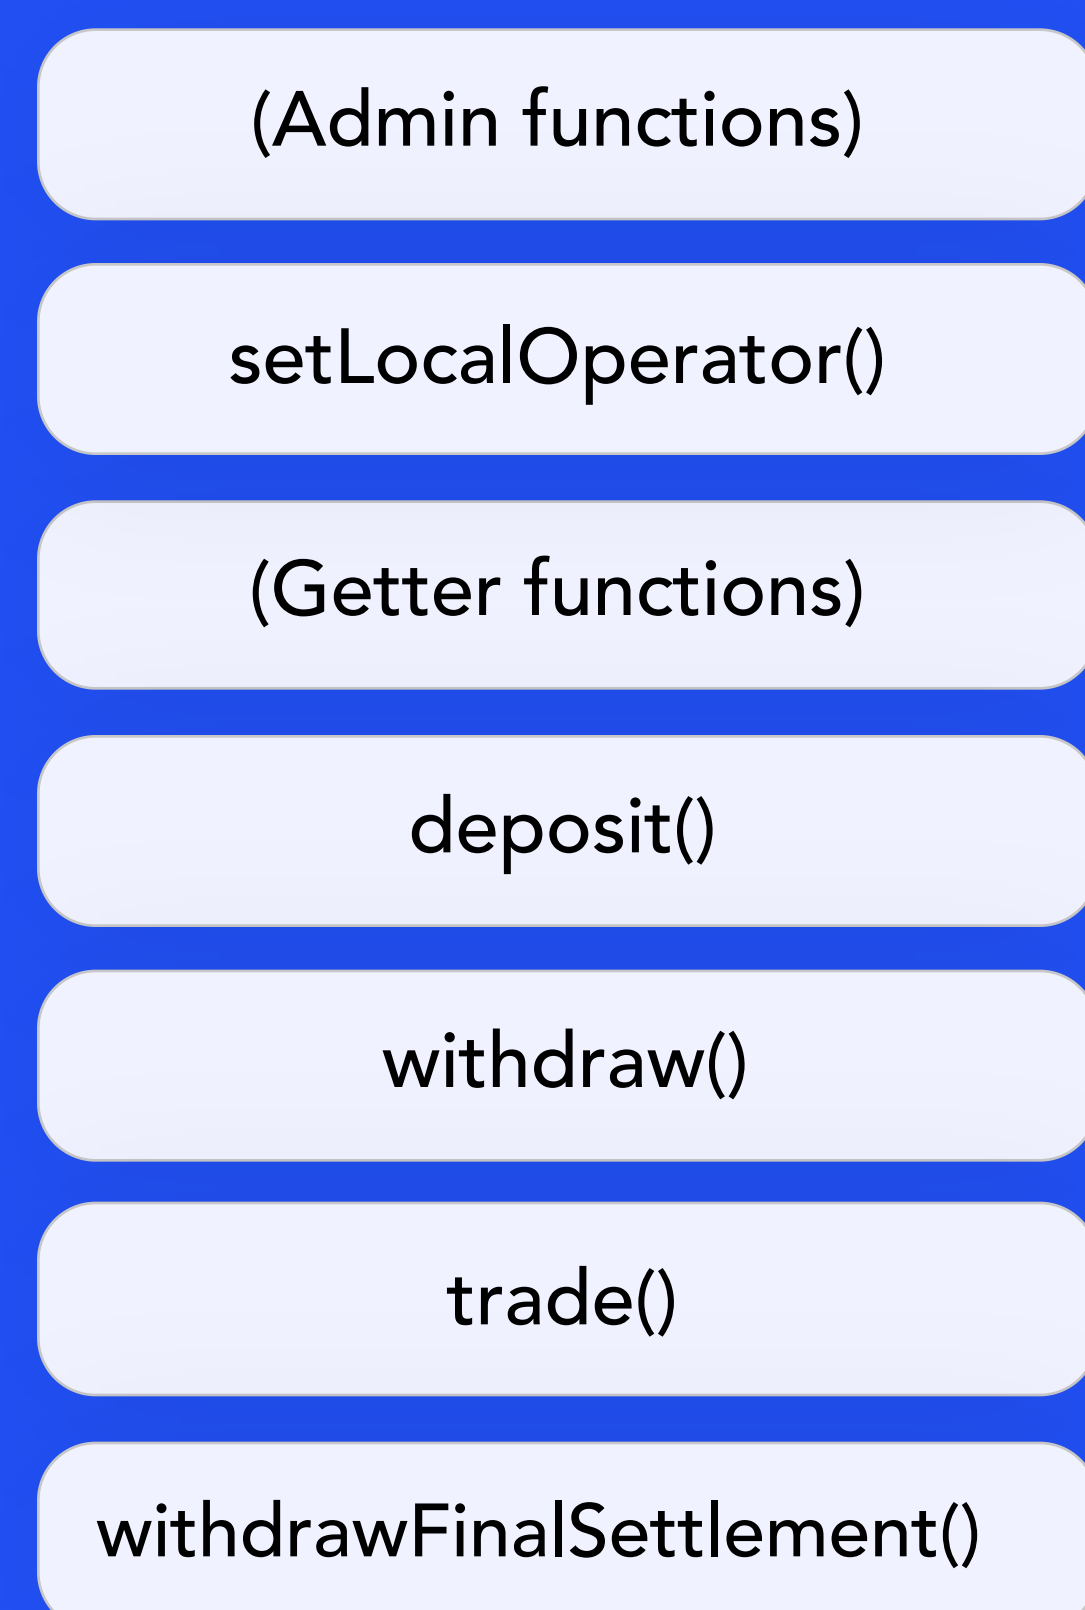 (Admin functions)
setLocalOperator()
(Getter functions)
deposit()
withdraw()
trade()
withdrawFinalSettlement()